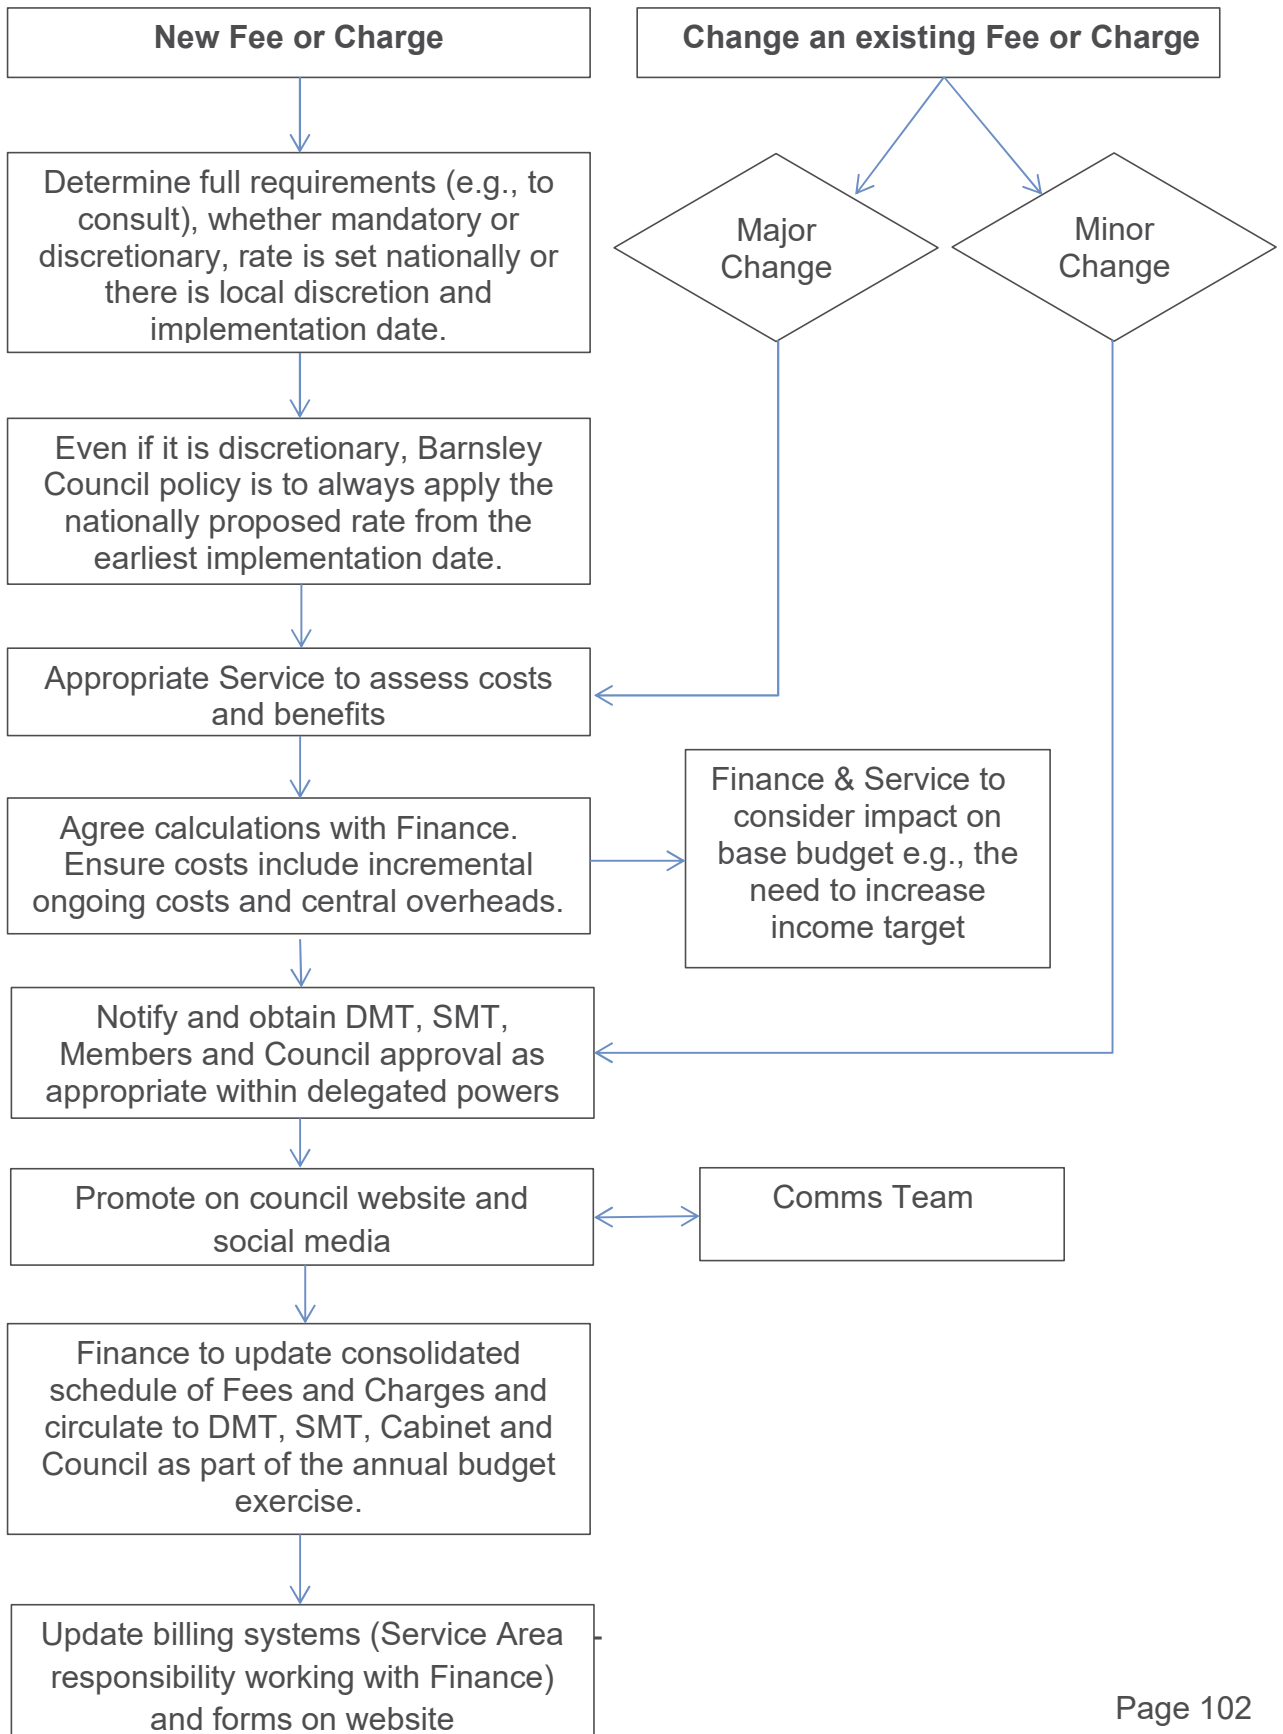 New Fee or Charge
Change an existing Fee or Charge
Determine full requirements (e.g., to
consult), whether mandatory or
discretionary, rate is set nationally or
there is local discretion and
implementation date.
Major
Change
Minor
Change
Even if it is discretionary, Barnsley
Council policy is to always apply the
nationally proposed rate from the
earliest implementation date.
Appropriate Service to assess costs
and benefits
Agree calculations with Finance.
Ensure costs include incremental
ongoing costs and central overheads.
Finance & Service to
consider impact on
base budget e.g., the
need to increase
income target
Notify and obtain DMT, SMT,
Members and Council approval as
appropriate within delegated powers
Promote on council website and
social media
Comms Team
Finance to update consolidated
schedule of Fees and Charges and
circulate to DMT, SMT, Cabinet and
Council as part of the annual budget
exercise.
Update billing systems (Service Area
responsibility working with Finance)
and forms on website
Page 102